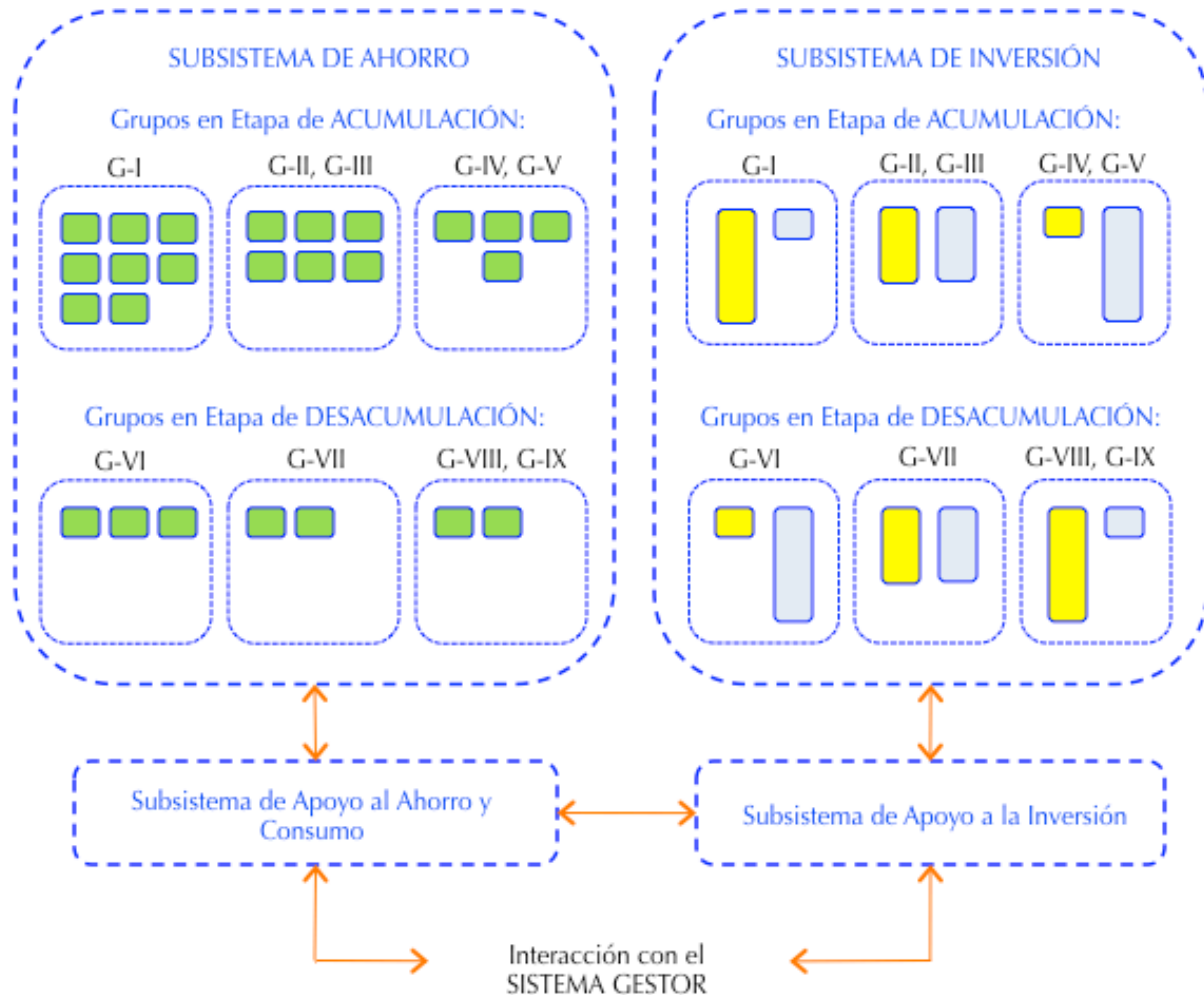 SUBSISTEMA DE AHORRO
Grupos en Etapa de ACUMULACIÓN:
G-I
G-II, G-III
G-IV, G-V
Grupos en Etapa de DESACUMULACIÓN:
G-VI
G-VII
G-VIII, G-IX
SUBSISTEMA DE INVERSIÓN
Grupos en Etapa de ACUMULACIÓN:
G-I
G-II, G-III
G-IV, G-V
Grupos en Etapa de DESACUMULACIÓN:
G-VI
G-VII
G-VIII, G-IX
Subsistema de Apoyo al Ahorro y
Consumo
Subsistema de Apoyo a la Inversión
Interacción con el
SISTEMA GESTOR